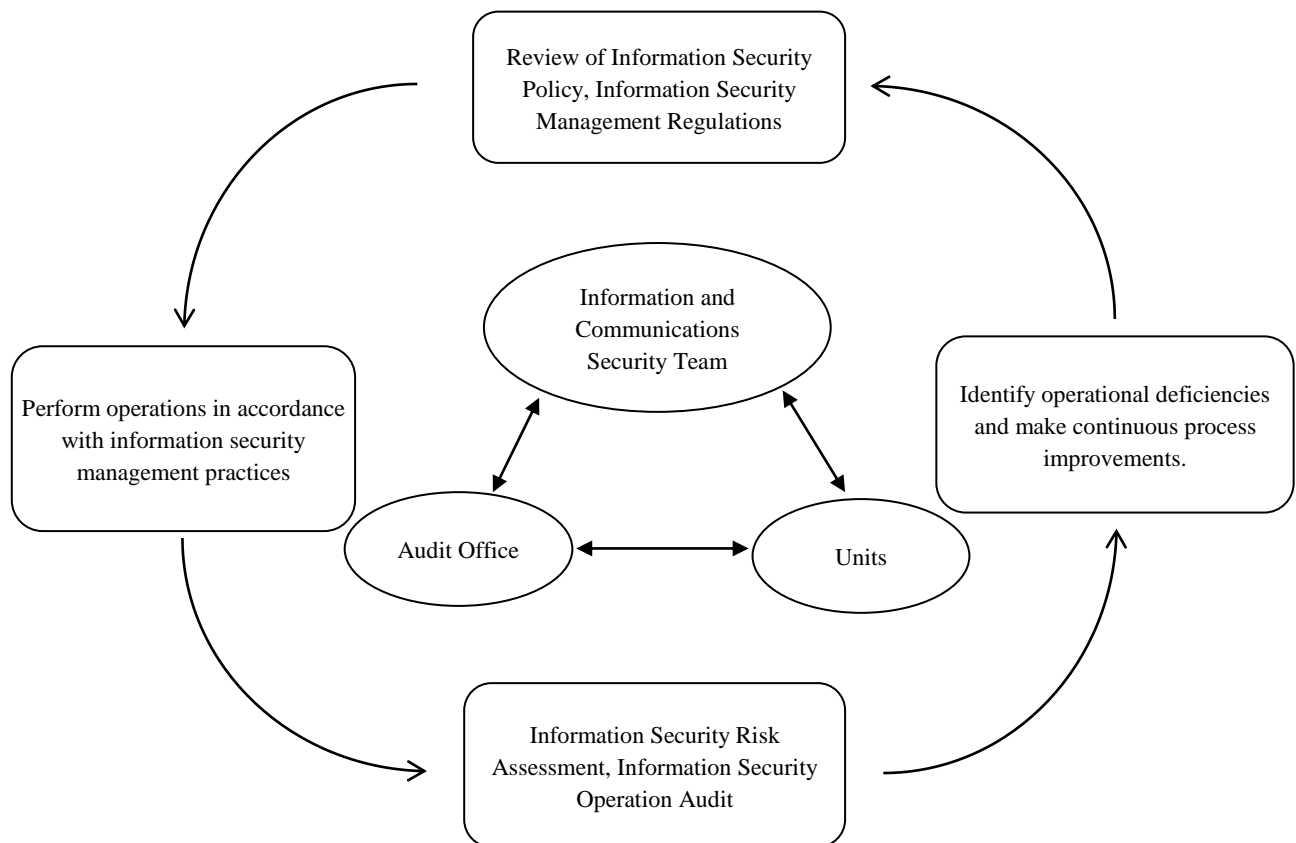 Review of Information Security
Policy, Information Security
Management Regulations
Information and
Communications
Security Team
Perform operations in accordance
with information security
management practices
Identify operational deficiencies
and make continuous process
improvements.
Audit Office
Units
Information Security Risk
Assessment, Information Security
Operation Audit